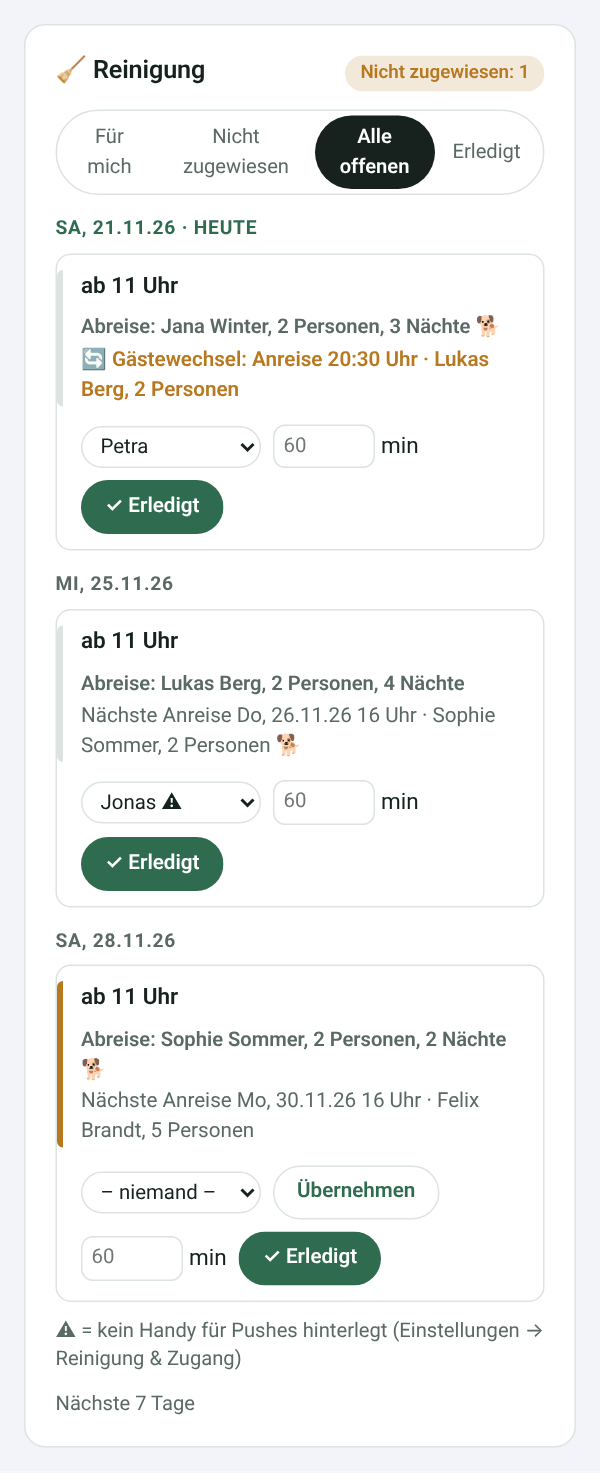 🧹 Reinigung
Nicht zugewiesen: 1
Für mich
Nicht zugewiesen
Alle offenen
Erledigt
SA, 21.11.26 · HEUTE
ab 11 Uhr
Abreise: Jana Winter, 2 Personen, 3 Nächte 🐕
🔄 Gästewechsel: Anreise 20:30 Uhr · Lukas
Berg, 2 Personen
Petra
60 min
✓ Erledigt
MI, 25.11.26
ab 11 Uhr
Abreise: Lukas Berg, 2 Personen, 4 Nächte
Nächste Anreise Do, 26.11.26 16 Uhr · Sophie
Sommer, 2 Personen 🐕
Jonas ⚠
60 min
✓ Erledigt
SA, 28.11.26
ab 11 Uhr
Abreise: Sophie Sommer, 2 Personen, 2 Nächte
🐕
Nächste Anreise Mo, 30.11.26 16 Uhr · Felix
Brandt, 5 Personen
– niemand –
Übernehmen
60 min
✓ Erledigt
⚠ = kein Handy für Pushes hinterlegt (Einstellungen →
Reinigung & Zugang)
Nächste 7 Tage